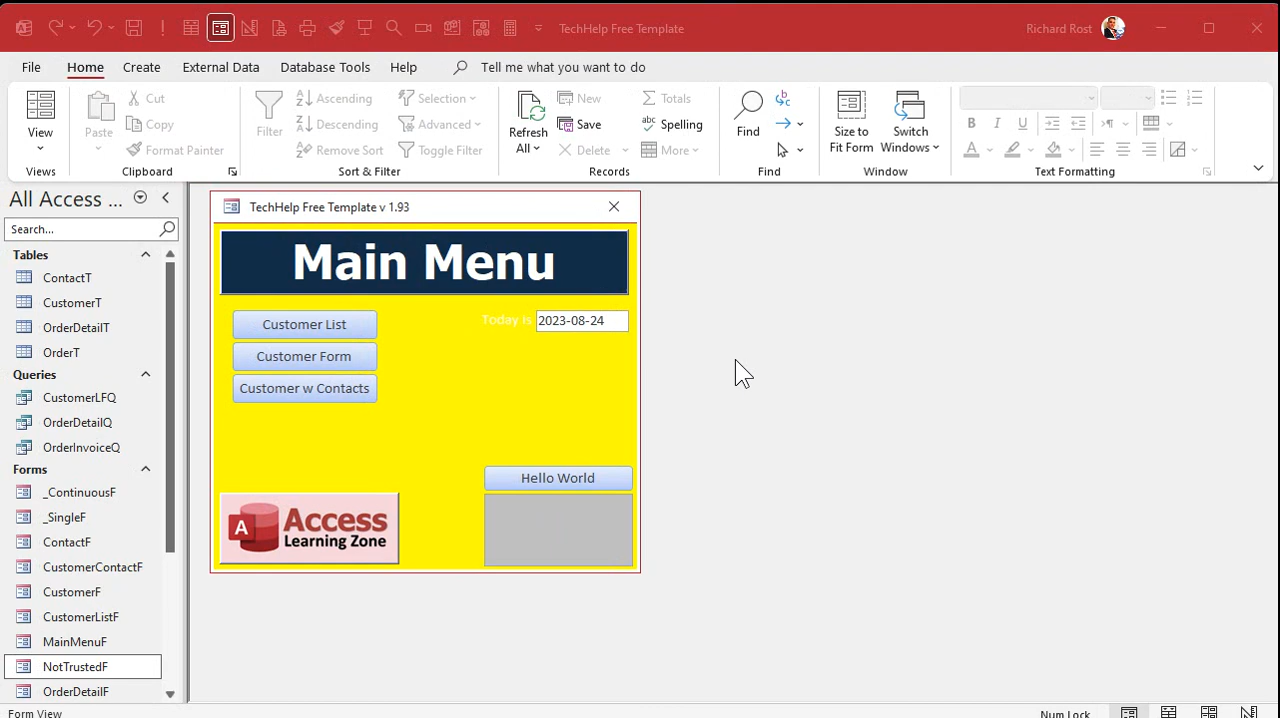 TechHelp Free Template
Richard Rost
File Home Create External Data Database Tools Help Tell me what you want to do
View
Views
Paste
Cut
Copy
Format Painter
Clipboard
Filter
Ascending
Descending
Remove Sort
Selection
Advanced
Toggle Filter
Sort & Filter
Refresh
All
New
Save
Delete
Totals
Spelling
More
Records
Find
Find
Size to
Fit Form
Switch
Windows
Window
B I U
A
Text Formatting
All Access ...
Search...
Tables
ContactT
CustomerT
OrderDetailT
OrderT
Queries
CustomerLFQ
OrderDetailQ
OrderInvoiceQ
Forms
_ContinuousF
_SingleF
ContactF
CustomerContactF
CustomerF
CustomerListF
MainMenuF
NotTrustedF
OrderDetailF
TechHelp Free Template v 1.93
Main Menu
Customer List
Customer Form
Customer w Contacts
Today is 2023-08-24
Hello World
A Access
Learning Zone
Form View
Num Lock